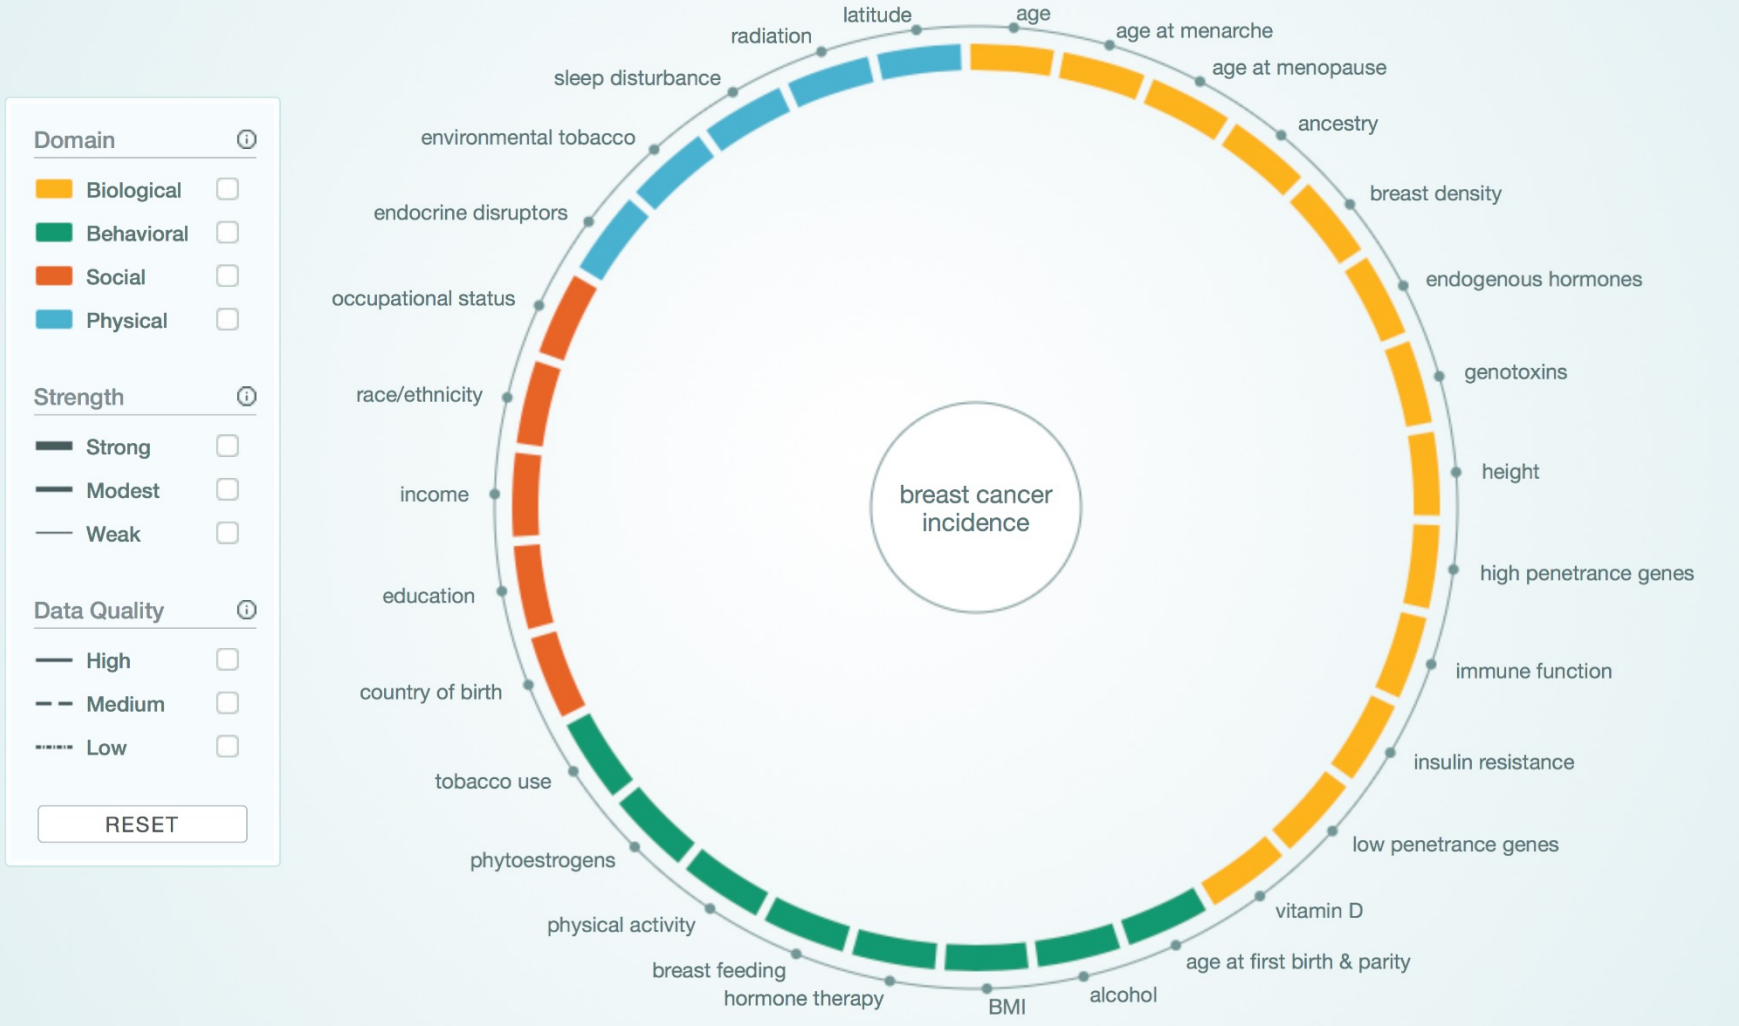 Domain
Biological
Behavioral
Social
Physical
Strength
Strong
Modest
Weak
Data Quality
High
Medium
Low
RESET
latitude
age
radiation
age at menarche
sleep disturbance
age at menopause
environmental tobacco
ancestry
endocrine disruptors
breast density
occupational status
endogenous hormones
race/ethnicity
genotoxins
income
height
breast cancer
incidence
education
high penetrance genes
country of birth
immune function
tobacco use
insulin resistance
phytoestrogens
low penetrance genes
physical activity
vitamin D
breast feeding
age at first birth & parity
hormone therapy
BMI
alcohol